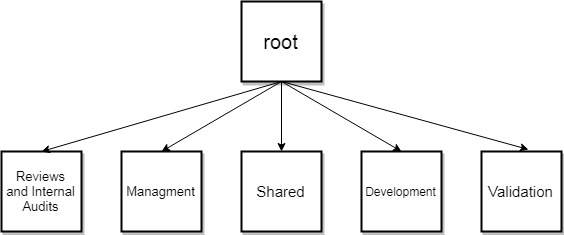 root
Reviews
and Internal
Audits
Managment
Shared
Development
Validation